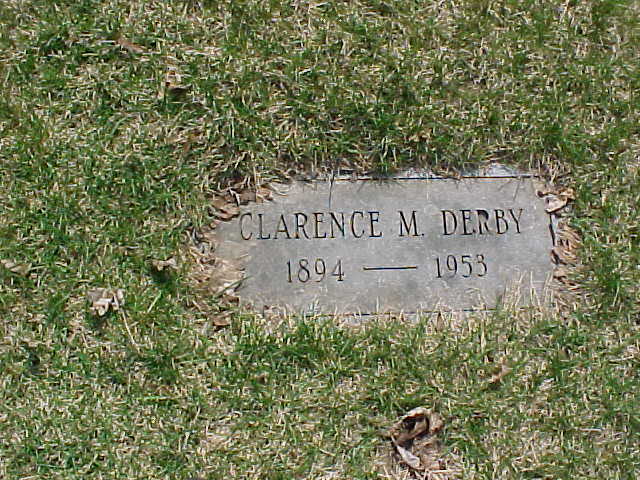 CLARENCE M. DERBY
1894 — 1953